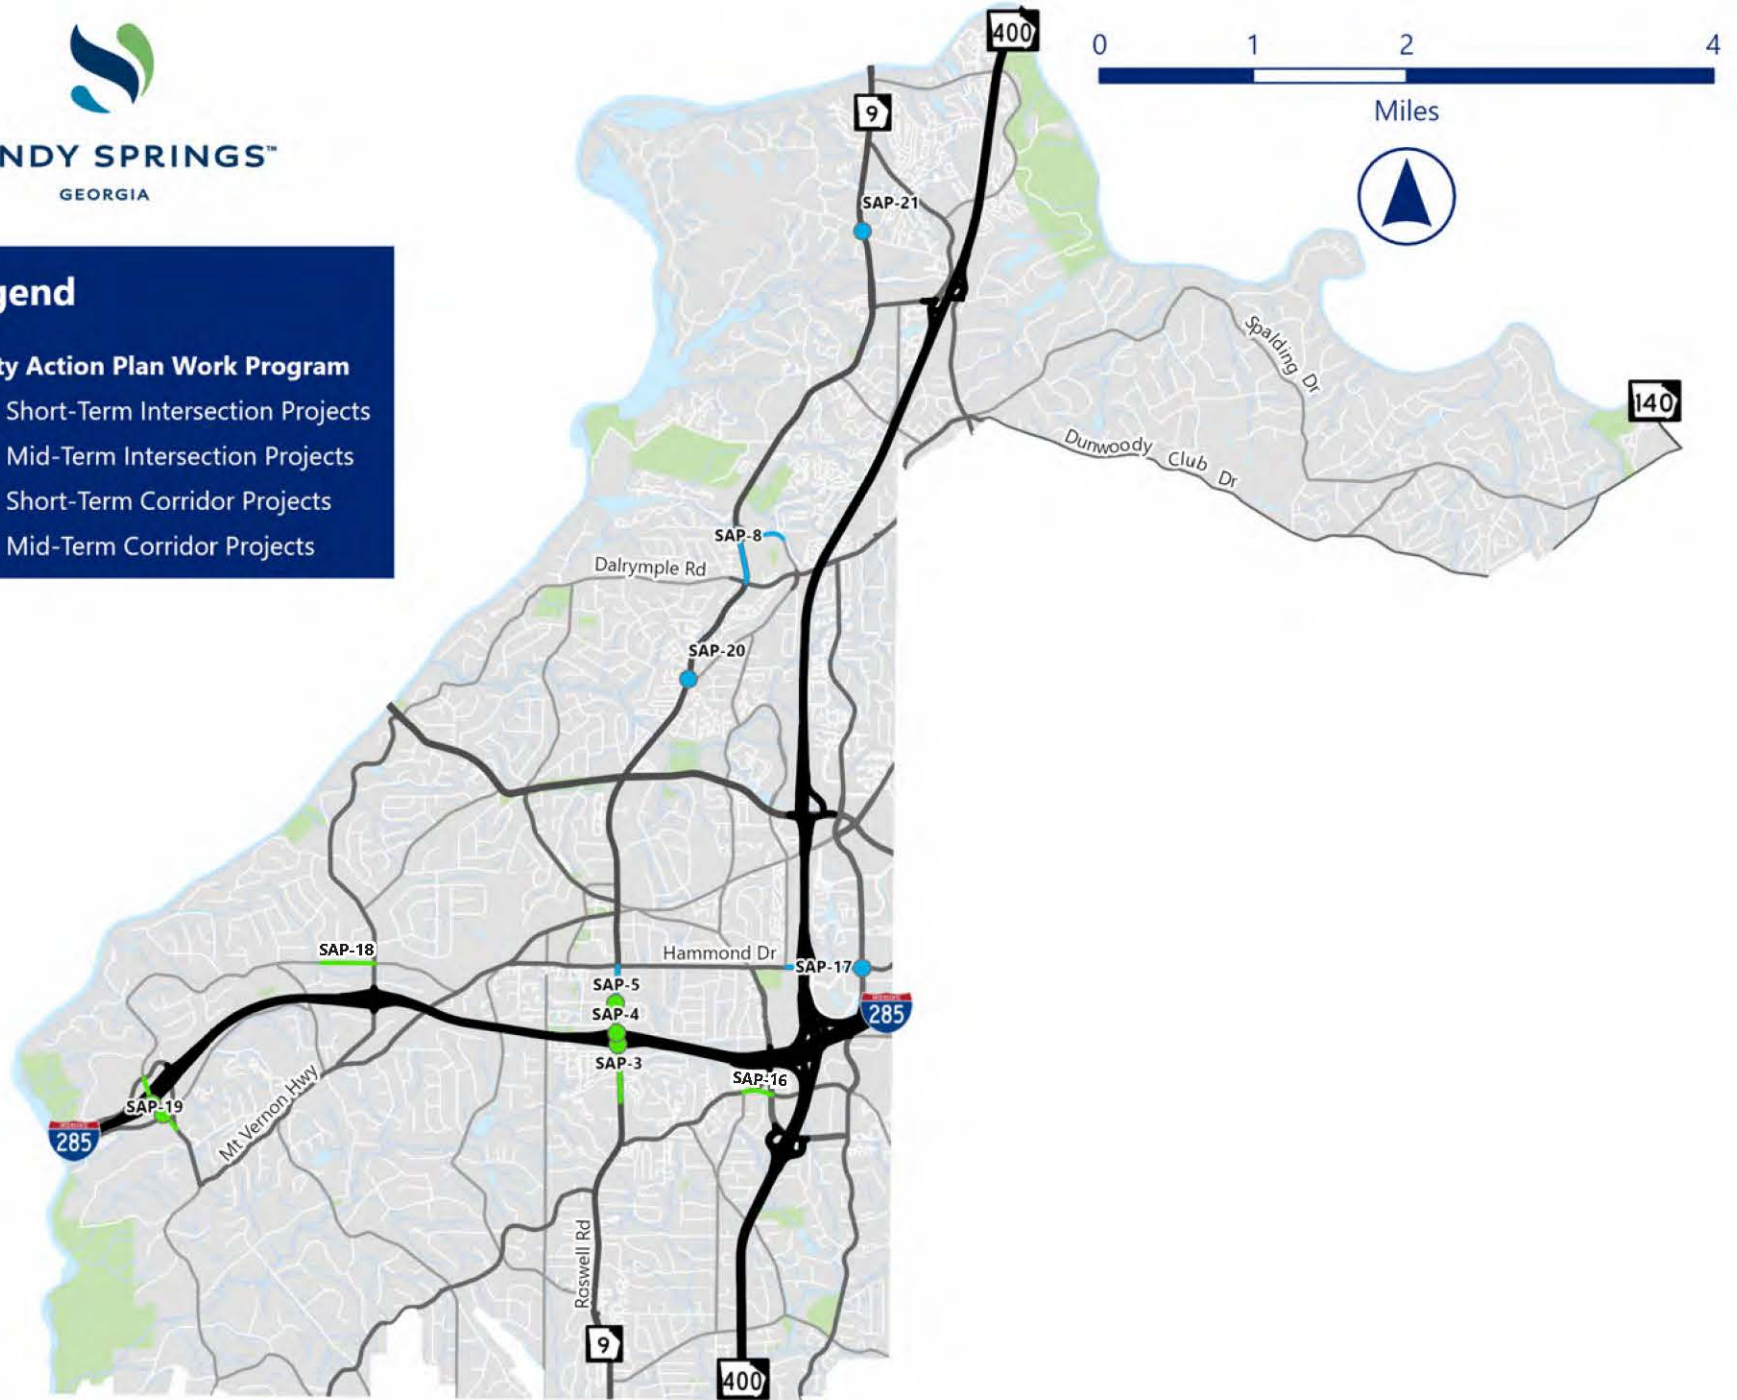 NDY SPRINGS™
GEORGIA
gend
ty Action Plan Work Program
Short-Term Intersection Projects
Mid-Term Intersection Projects
Short-Term Corridor Projects
Mid-Term Corridor Projects
0 1 2 4
Miles
400
9
SAP-21
Spalding Dr
140
Dunwoody Club Dr
SAP-8
Dalrymple Rd
SAP-20
SAP-18
Hammond Dr
SAP-17
SAP-5
SAP-4
285
SAP-3
SAP-16
SAP-19
285
Mt Vernon Hwy
Roswell Rd
9
400